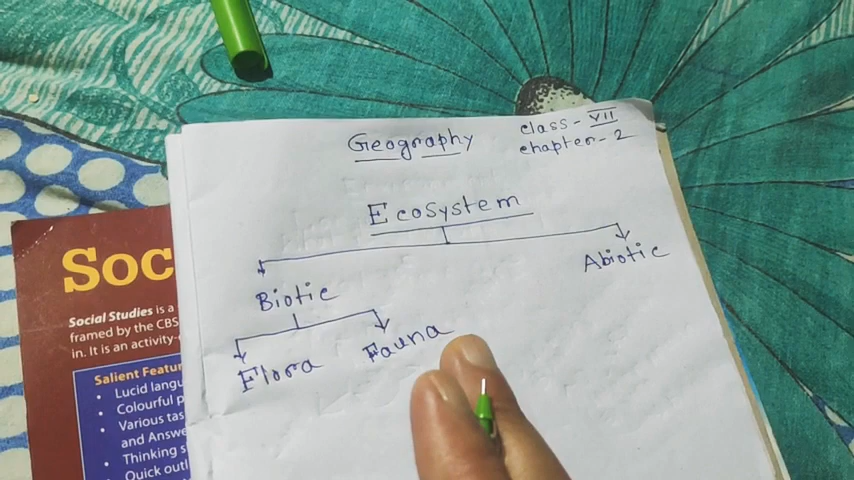 Geography
class - VII
chapter - 2
Ecosystem
Biotic
Abiotic
Flora
Fauna
Soc
Social Studies is a
framed by the CBS
in. It is an activity-
Salient Featur
• Lucid langu
• Colourful p
• Various tas
and Answe
• Thinking s
• Quick outl